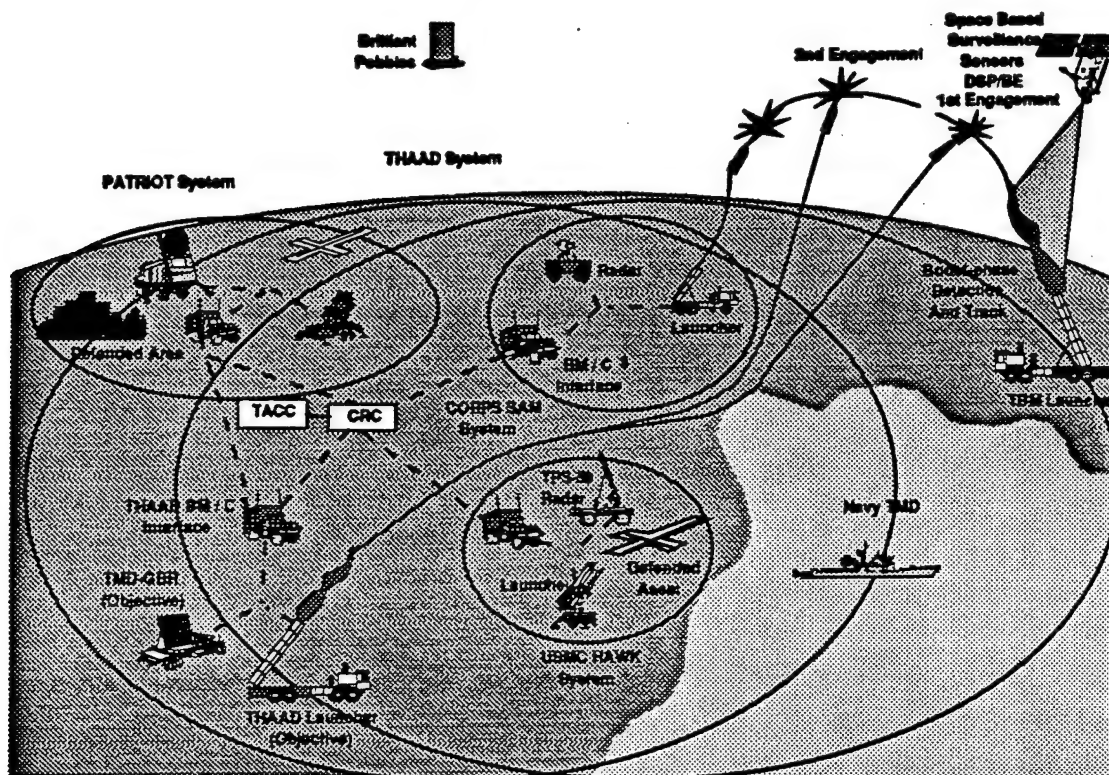 Brilliant
Pebbles
2nd Engagement
Space Based
Surveillance
Sensors
DSP/BE
1st Engagement
THAAD System
PATRIOT System
Radar
Launcher
Boost-phase
Detection
And Track
Defended Area
BM / C 3
Interface
TBM Launcher
TACC
CRC
CORPS SAM
System
THAAD BM / C
Interface
Radar
Navy TMD
TMD-GBR
(Objective)
Launcher
Defended
Asset
USMC HAWK
System
THAAD Launcher
(Objective)